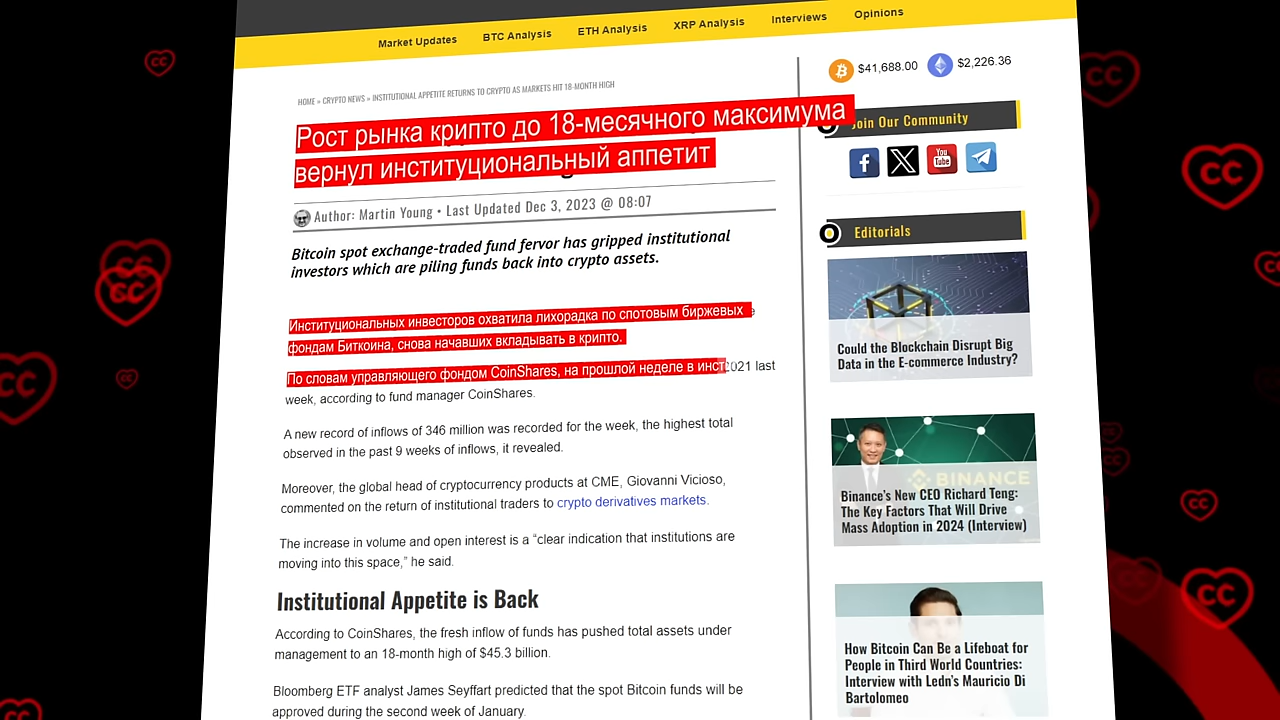 Market Updates BTC Analysis ETH Analysis XRP Analysis Interviews Opinions
$41,688.00 $2,226.36
HOME » CRYPTO NEWS » INSTITUTIONAL APPETITE RETURNS TO CRYPTO AS MARKETS HIT 18-MONTH HIGH
Рост рынка крипто до 18-месячного максимума
вернул институциональный аппетит
Author: Martin Young • Last Updated Dec 3, 2023 @ 08:07
Bitcoin spot exchange-traded fund fervor has gripped institutional
investors which are piling funds back into crypto assets.
Институциональных инвесторов охватила лихорадка по спотовым биржевых
фондам Биткоина, снова начавших вкладывать в крипто.
По словам управляющего фондом CoinShares, на прошлой неделе в инст 021 last
week, according to fund manager CoinShares.
A new record of inflows of 346 million was recorded for the week, the highest total
observed in the past 9 weeks of inflows, it revealed.
Moreover, the global head of cryptocurrency products at CME, Giovanni Vicioso,
commented on the return of institutional traders to crypto derivatives markets.
The increase in volume and open interest is a “clear indication that institutions are
moving into this space,” he said.
Institutional Appetite is Back
According to CoinShares, the fresh inflow of funds has pushed total assets under
management to an 18-month high of $45.3 billion.
Bloomberg ETF analyst James Seyffart predicted that the spot Bitcoin funds will be
approved during the second week of January.
Join Our Community
You
Tube
Editorials
Could the Blockchain Disrupt Big
Data in the E-commerce Industry?
BINANCE
Binance’s New CEO Richard Teng:
The Key Factors That Will Drive
Mass Adoption in 2024 (Interview)
How Bitcoin Can Be a Lifeboat for
People in Third World Countries:
Interview with Ledn’s Mauricio Di
Bartolomeo
CC
CC
CC
CC
CC
CC
CC
CC